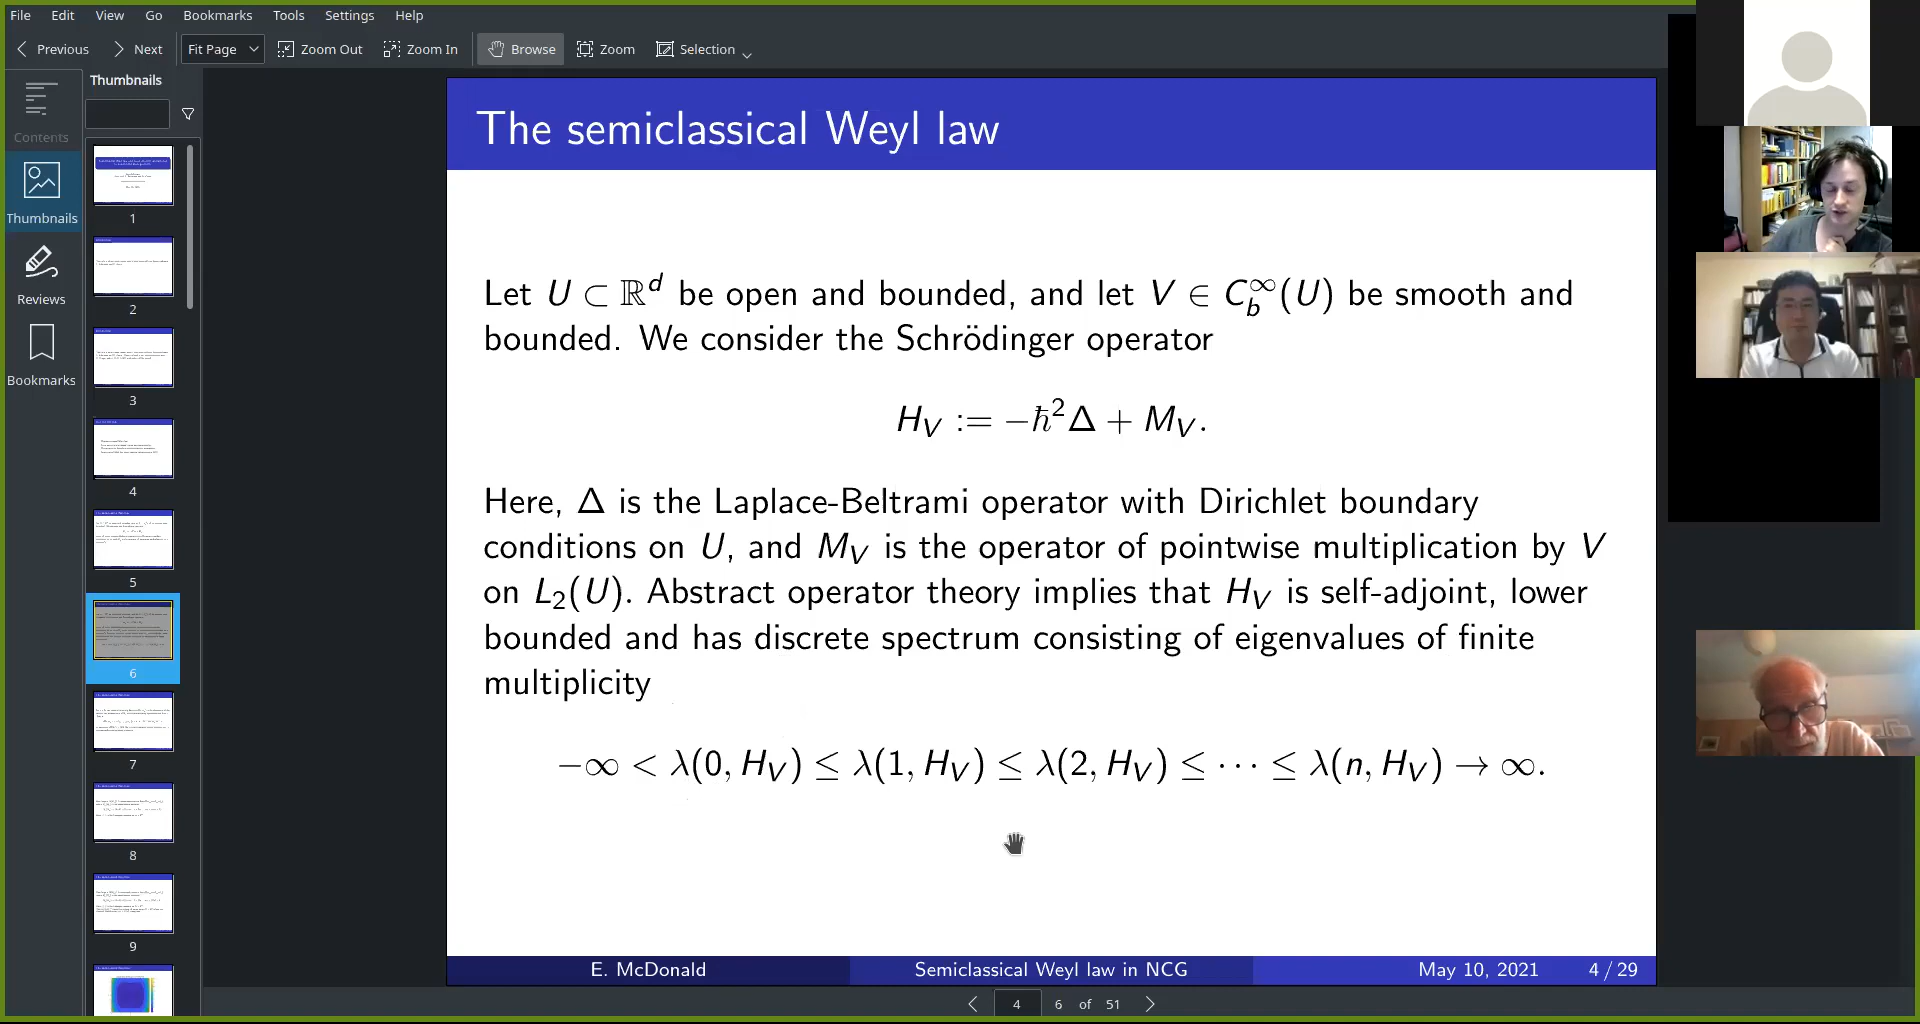 File Edit View Go Bookmarks Tools Settings Help
Previous Next Fit Page Zoom Out Zoom In Browse Zoom Selection
Contents
Thumbnails
Reviews
Bookmarks
Thumbnails
1
2
3
4
5
6
7
8
9
The semiclassical Weyl law
Let U ⊂ ℝ^d be open and bounded, and let V ∈ C_b^∞(U) be smooth and
bounded. We consider the Schrödinger operator
H_V := −ℏ²Δ + M_V.
Here, Δ is the Laplace-Beltrami operator with Dirichlet boundary
conditions on U, and M_V is the operator of pointwise multiplication by V
on L₂(U). Abstract operator theory implies that H_V is self-adjoint, lower
bounded and has discrete spectrum consisting of eigenvalues of finite
multiplicity
−∞ < λ(0, H_V) ≤ λ(1, H_V) ≤ λ(2, H_V) ≤ ⋯ ≤ λ(n, H_V) → ∞.
E. McDonald Semiclassical Weyl law in NCG May 10, 2021 4 / 29
4 6 of 51